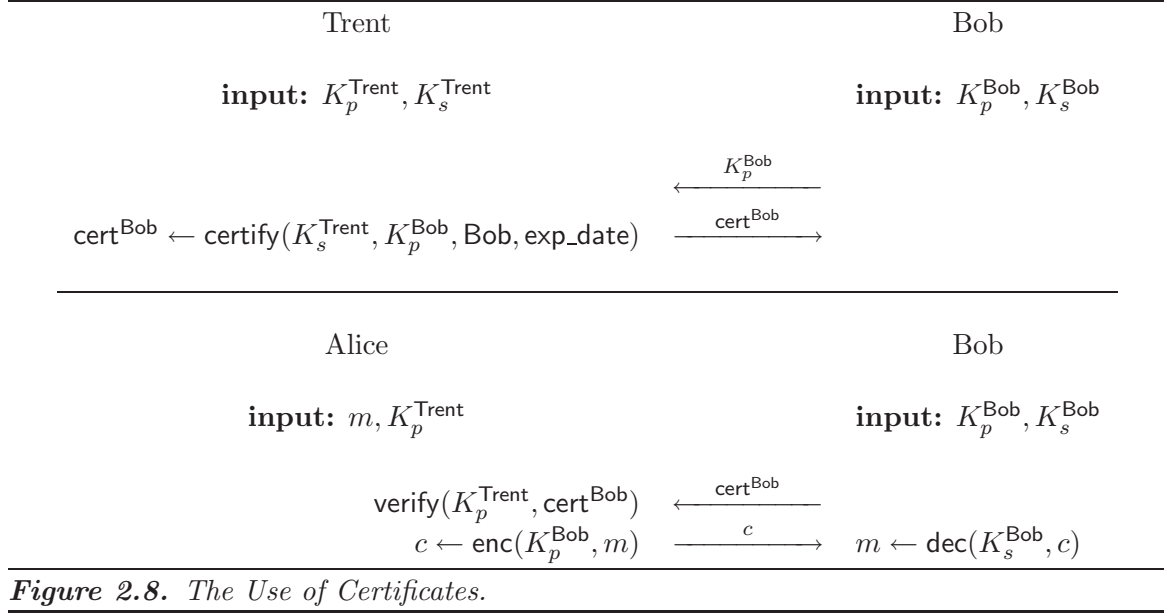 Trent Bob
input: K_p^Trent, K_s^Trent input: K_p^Bob, K_s^Bob
K_p^Bob
cert^Bob ← certify(K_s^Trent, K_p^Bob, Bob, exp_date) cert^Bob
Alice Bob
input: m, K_p^Trent input: K_p^Bob, K_s^Bob
verify(K_p^Trent, cert^Bob) cert^Bob
c ← enc(K_p^Bob, m) c m ← dec(K_s^Bob, c)
Figure 2.8. The Use of Certificates.